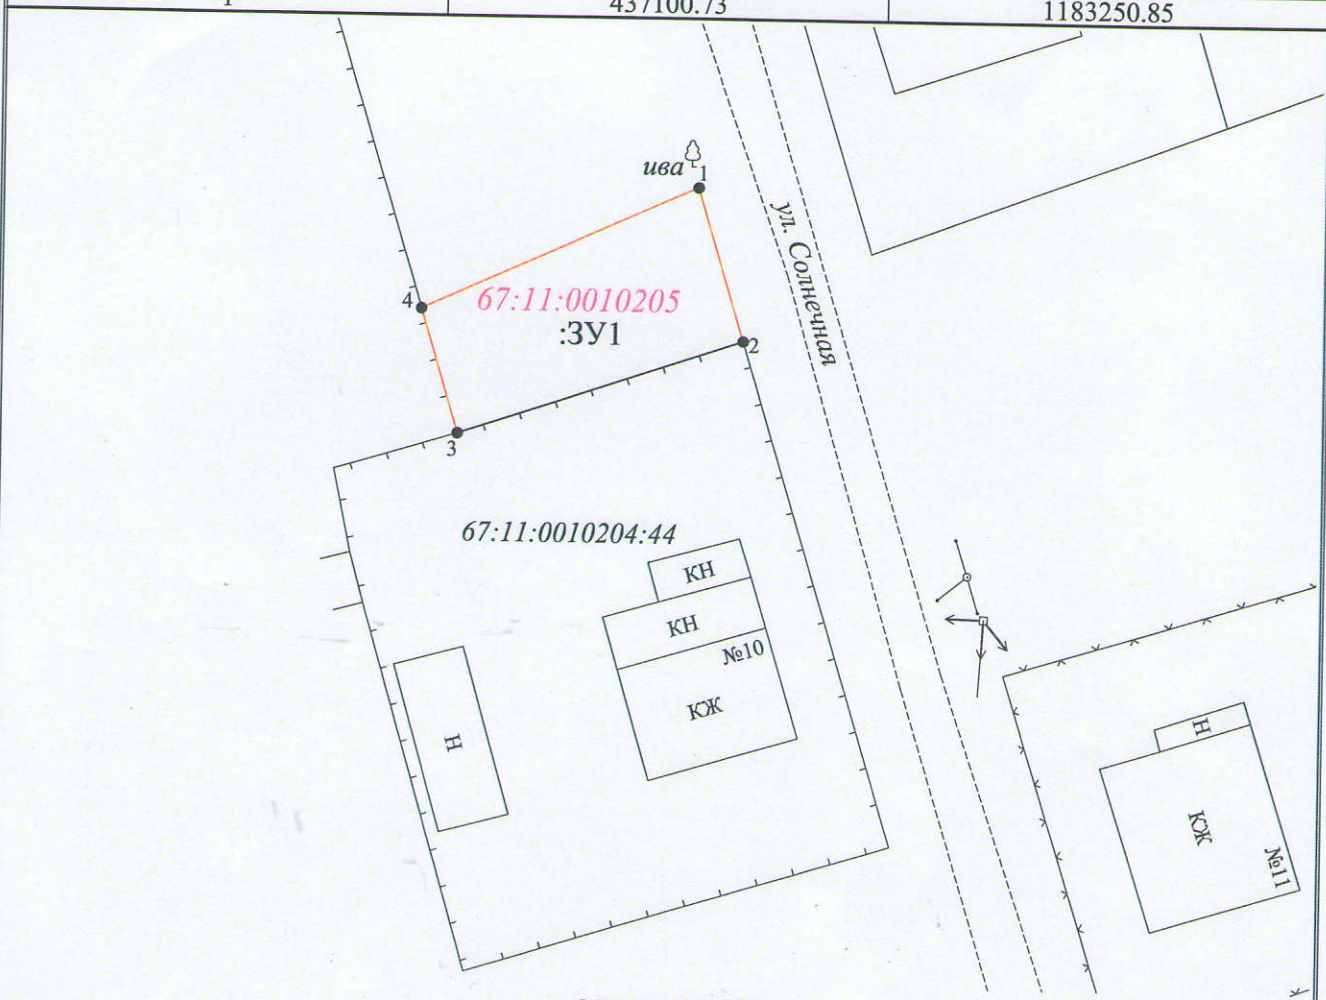 437100.73
1183250.85
ива
1
ул. Солнечная
4
67:11:0010205
:ЗУ1
2
3
67:11:0010204:44
КН
КН
№10
КЖ
Н
Н
КЖ
№11